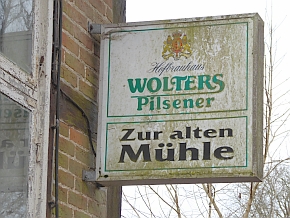 Hofbrauhaus
WOLTERS
Pilsener
Zur alten
Mühle